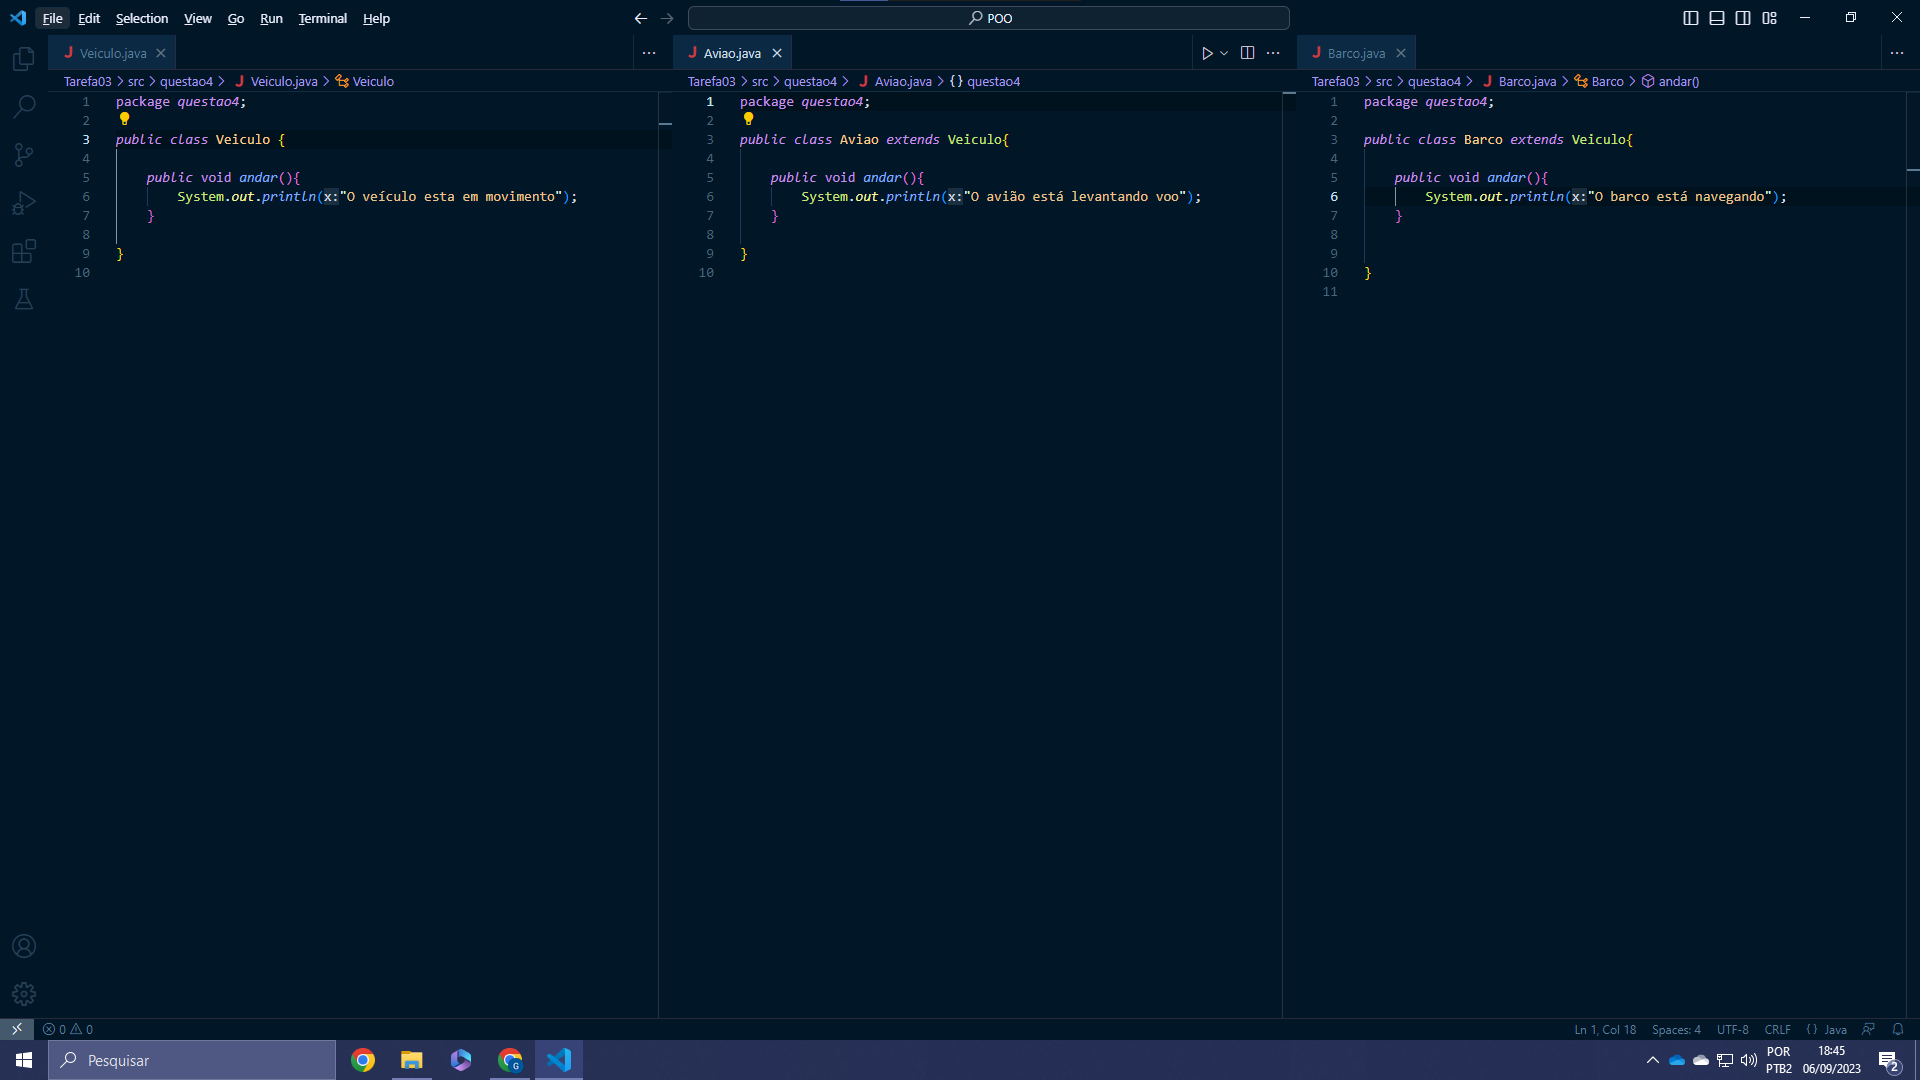 File Edit Selection View Go Run Terminal Help
POO
Veiculo.java
Tarefa03 > src > questao4 > J Veiculo.java > Veiculo
1 package questao4;
2
3 public class Veiculo {
4
5 public void andar(){
6 System.out.println(x:"O veículo esta em movimento");
7 }
8
9 }
10
J Aviao.java
Tarefa03 > src > questao4 > J Aviao.java > {} questao4
1 package questao4;
2
3 public class Aviao extends Veiculo{
4
5 public void andar(){
6 System.out.println(x:"O avião está levantando voo");
7 }
8
9 }
10
J Barco.java
Tarefa03 > src > questao4 > J Barco.java > Barco > andar()
1 package questao4;
2
3 public class Barco extends Veiculo{
4
5 public void andar(){
6 System.out.println(x:"O barco está navegando");
7 }
8
9
10 }
11
0 0 Ln 1, Col 18 Spaces: 4 UTF-8 CRLF {} Java
Pesquisar
POR
PTB2
18:45
06/09/2023
2